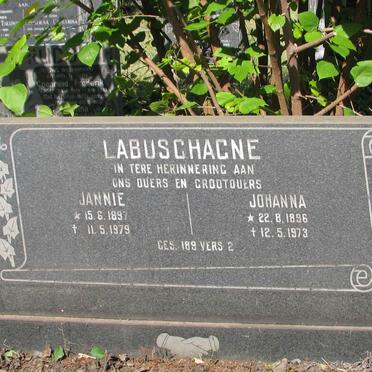 LABUSCHAGNE
IN TERE HERINNERING AAN
ONS OUERS EN GROOTOUERS
JANNIE
* 15.6.1897
† 11.5.1979
JOHANNA
* 22.8.1896
† 12.5.1973
GES. 189 VERS 2